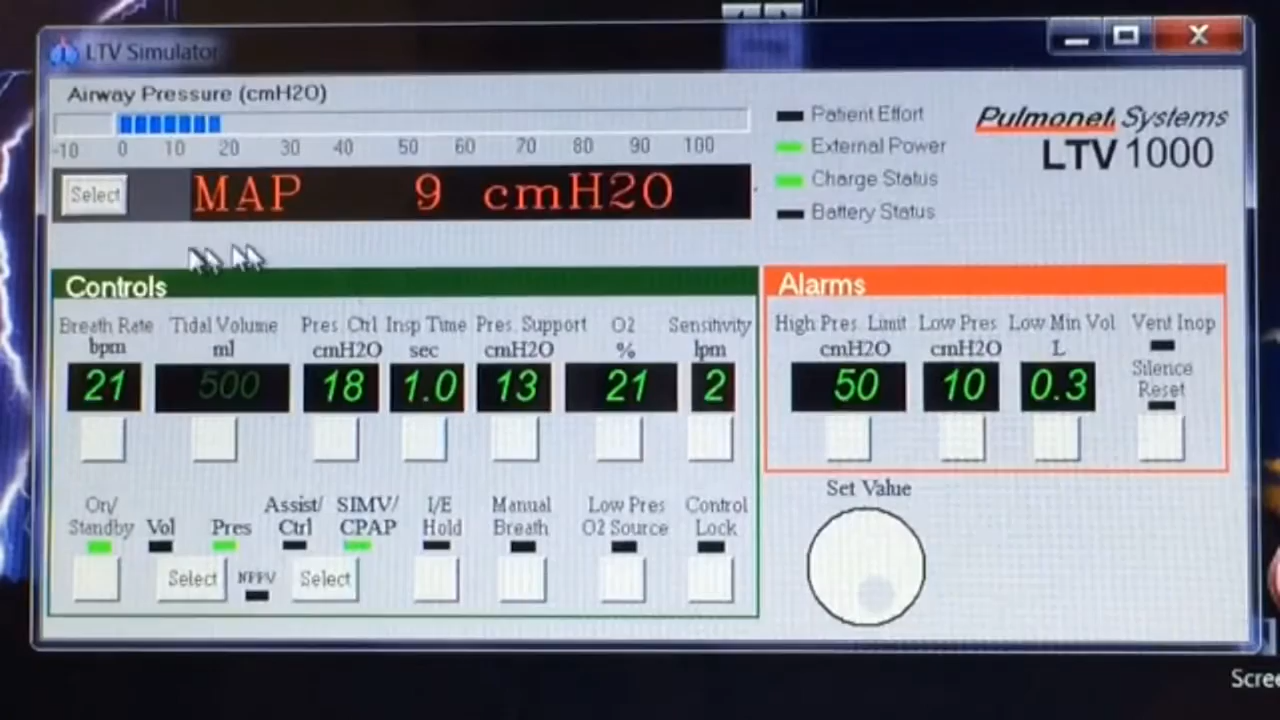 LTV Simulator
Airway Pressure (cmH2O)
-10 0 10 20 30 40 50 60 70 80 90 100
Select
MAP 9 cmH2O
Patient Effort
External Power
Charge Status
Battery Status
Pulmonetic Systems
LTV 1000
Controls
Breath Rate Tidal Volume Pres. Ctrl Insp Time Pres. Support O2 Sensitivity
bpm ml cmH2O sec cmH2O % lpm
21 500 18 1.0 13 21 2
On/ Assist/ SIMV/ I/E Manual Low Pres Control
Standby Vol Pres Ctrl CPAP Hold Breath O2 Source Lock
Select NPPV Select
Alarms
High Pres. Limit Low Pres Low Min Vol Vent Inop
cmH2O cmH2O L
Silence
Reset
50 10 0.3
Set Value
Scree